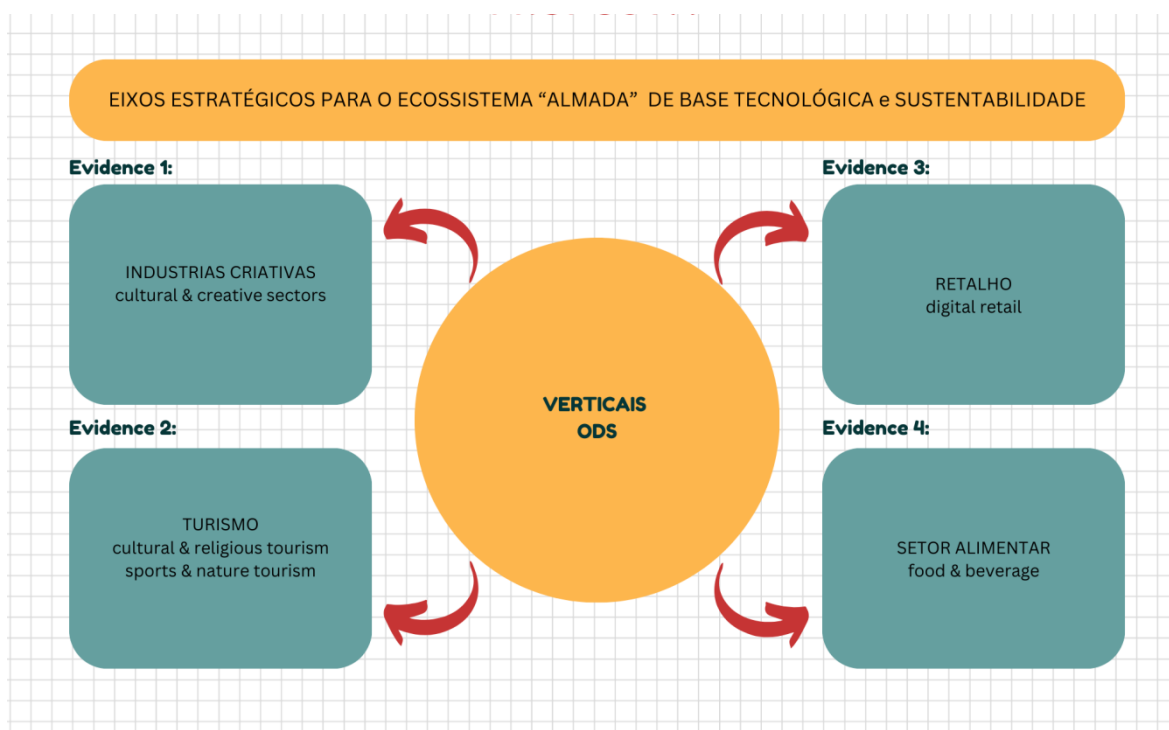 EIXOS ESTRATÉGICOS PARA O ECOSSISTEMA “ALMADA” DE BASE TECNOLÓGICA e SUSTENTABILIDADE
Evidence 1:
INDUSTRIAS CRIATIVAS
cultural & creative sectors
Evidence 2:
TURISMO
cultural & religious tourism
sports & nature tourism
VERTICAIS
ODS
Evidence 3:
RETALHO
digital retail
Evidence 4:
SETOR ALIMENTAR
food & beverage